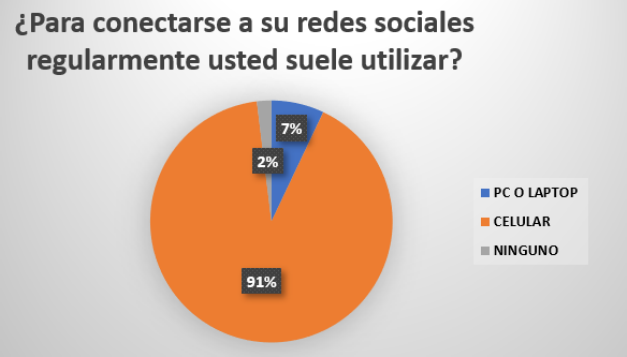 ¿Para conectarse a su redes sociales
regularmente usted suele utilizar?
7%
2%
91%
PC O LAPTOP
CELULAR
NINGUNO